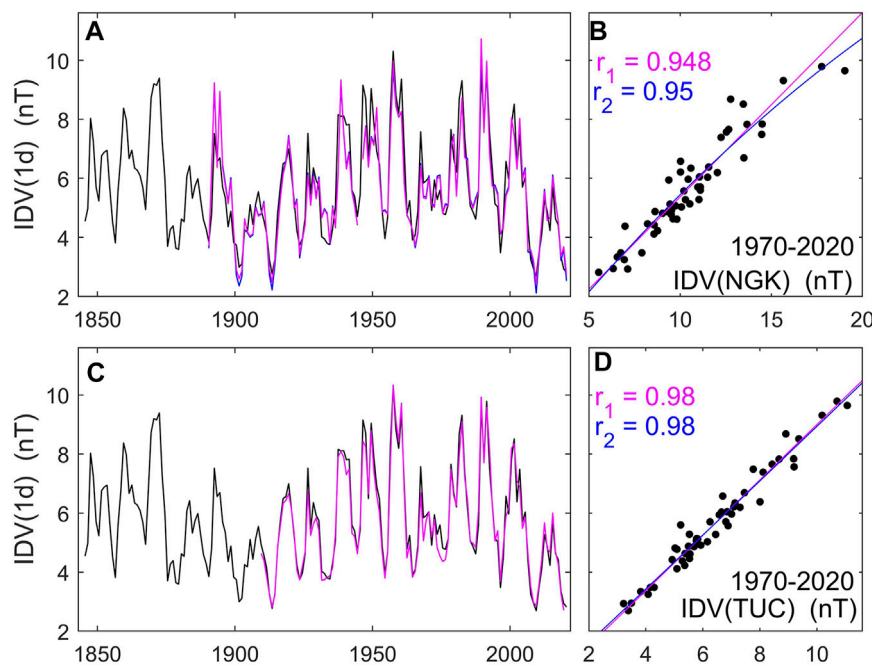 A
IDV(1d) (nT)
10
8
6
4
2
1850 1900 1950 2000
B
r1 = 0.948
r2 = 0.95
1970-2020
IDV(NGK) (nT)
5 10 15 20
C
IDV(1d) (nT)
10
8
6
4
2
1850 1900 1950 2000
D
r1 = 0.98
r2 = 0.98
1970-2020
IDV(TUC) (nT)
2 4 6 8 10